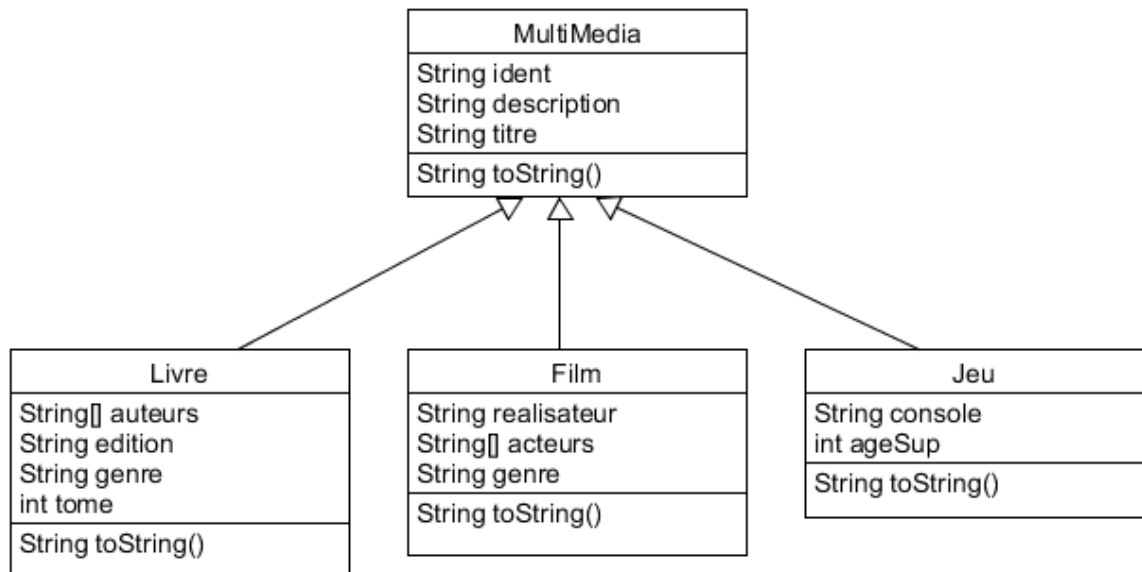 MultiMedia
String ident
String description
String titre
String toString()
Livre
String[] auteurs
String edition
String genre
int tome
String toString()
Film
String realisateur
String[] acteurs
String genre
String toString()
Jeu
String console
int ageSup
String toString()